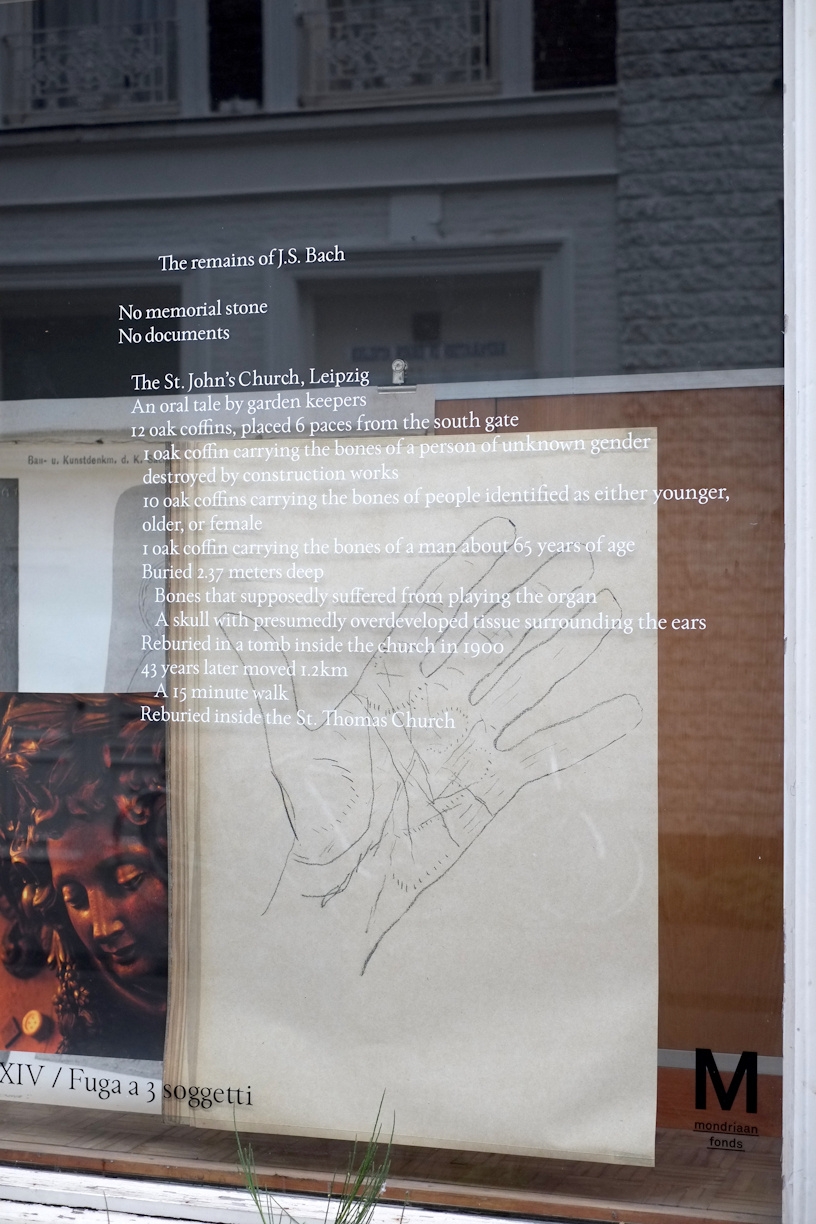 The remains of J.S. Bach
No memorial stone
No documents
The St. John's Church, Leipzig
An oral tale by garden keepers
12 oak coffins, placed 6 paces from the south gate
1 oak coffin carrying the bones of a person of unknown gender
destroyed by construction works
10 oak coffins carrying the bones of people identified as either younger,
older, or female
1 oak coffin carrying the bones of a man about 65 years of age
Buried 2.37 meters deep
Bones that supposedly suffered from playing the organ
A skull with presumedly overdeveloped tissue surrounding the ears
Reburied in a tomb inside the church in 1900
43 years later moved 1.2km
A 15 minute walk
Reburied inside the St. Thomas Church
Bau- u. Kunstdenkm. d. K.
XIV / Fuga a 3 soggetti
M
mondriaan
fonds